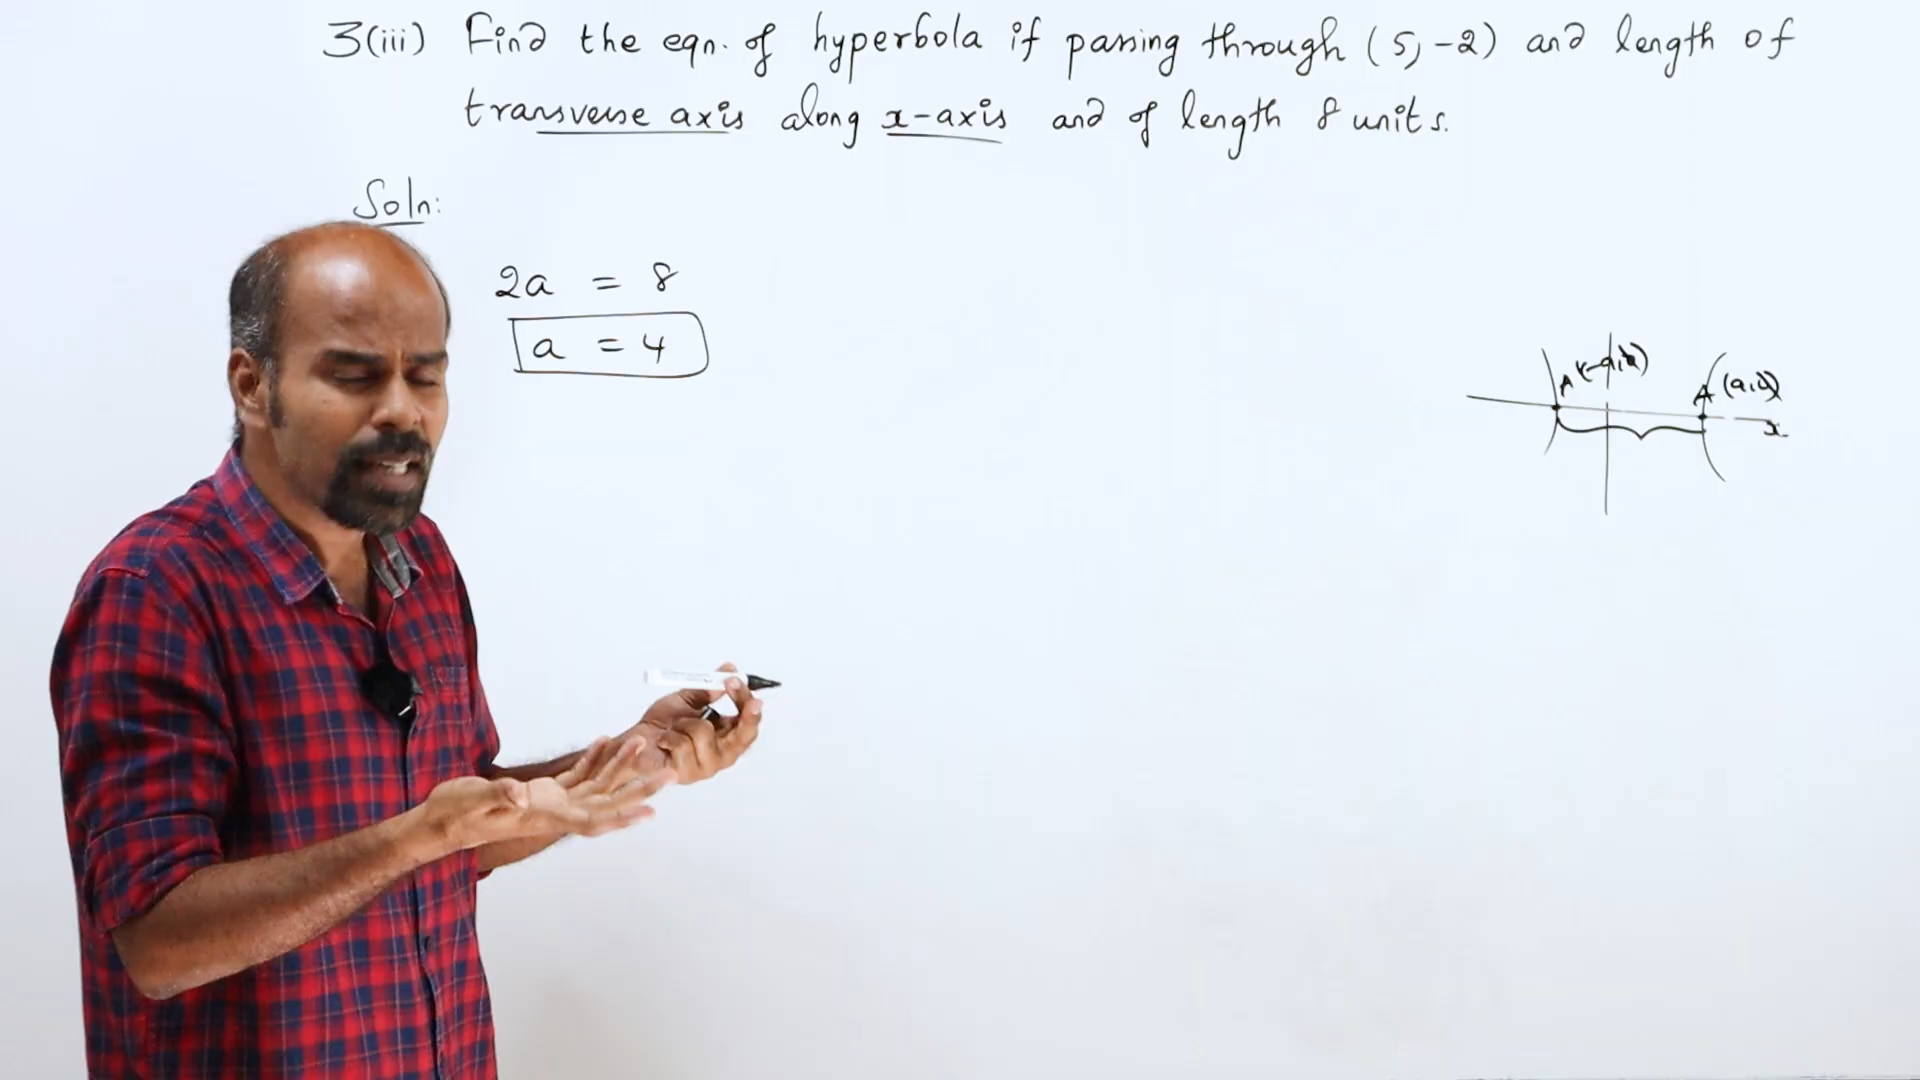 3(iii) Find the eqn. of hyperbola if passing through (5, -2) and length of
transverse axis along x-axis and of length 8 units.
Soln:
2a = 8
a = 4
A
A (a,0)
x